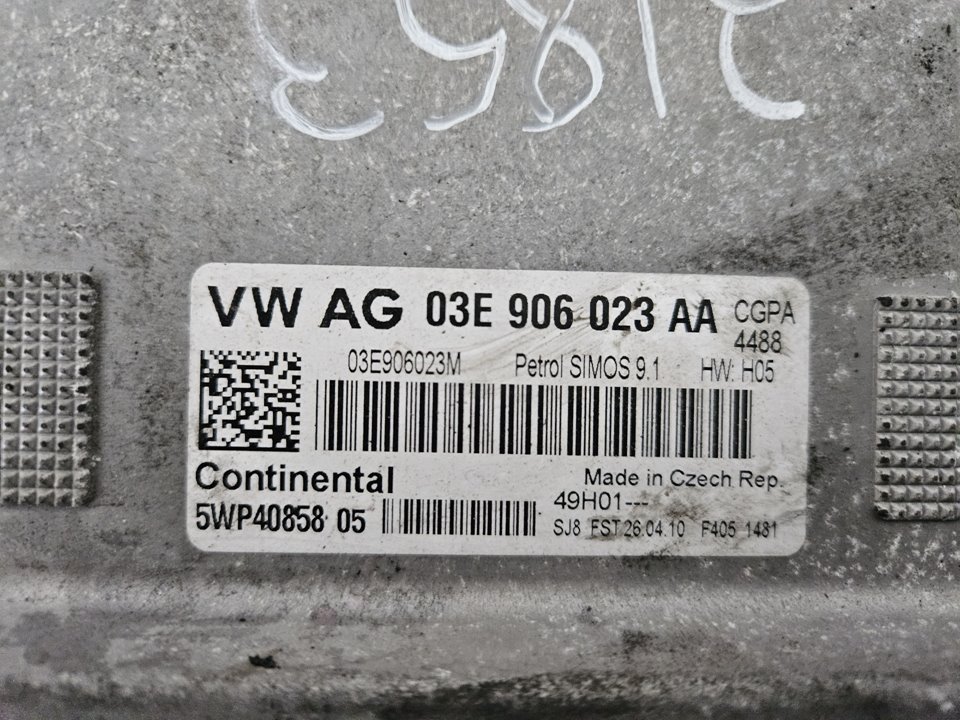 VW AG 03E 906 023 AA CGPA
4488
03E906023M Petrol SIMOS 9.1 HW: H05
Continental Made in Czech Rep.
49H01---
5WP40858 05 SJ8 FST 26.04.10 F405 1481